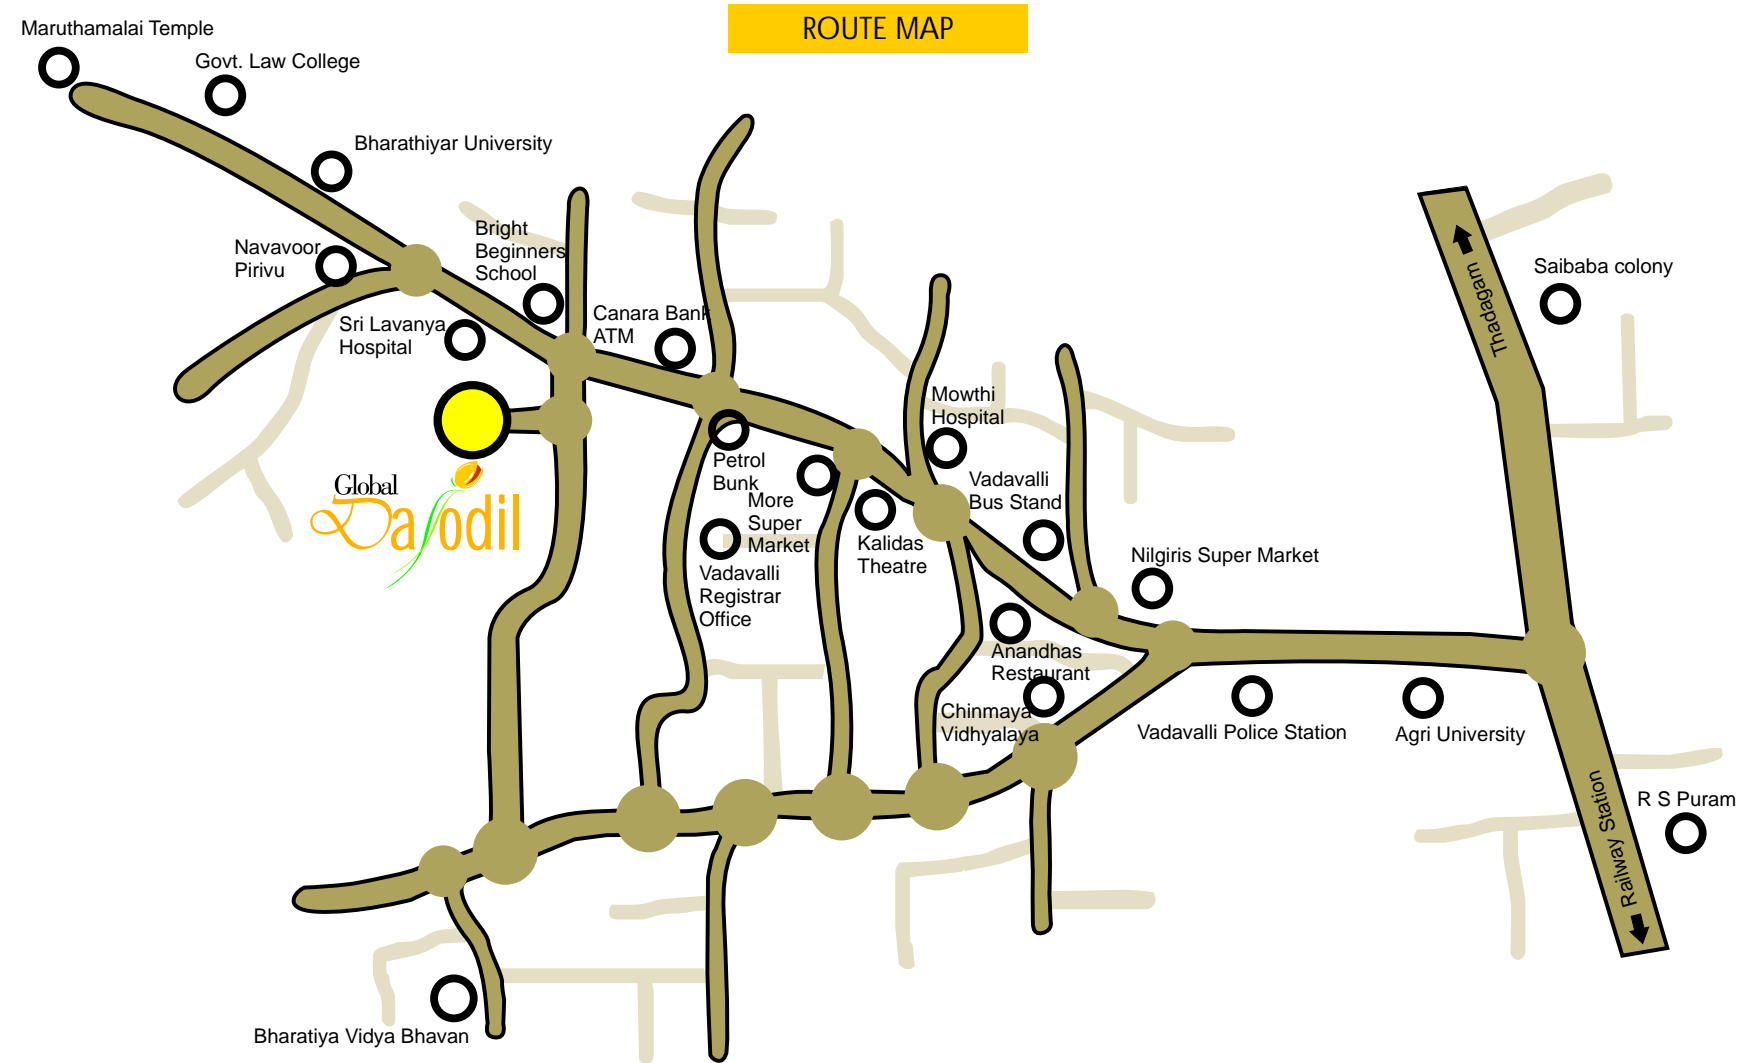 ROUTE MAP
Maruthamalai Temple
Govt. Law College
Bharathiyar University
Navavoor
Pirivu
Bright
Beginners
School
Sri Lavanya
Hospital
Canara Bank
ATM
Global
Dafodil
Petrol
Bunk
More
Super
Market
Vadavalli
Registrar
Office
Kalidas
Theatre
Mowthi
Hospital
Vadavalli
Bus Stand
Nilgiris Super Market
Anandhas
Restaurant
Chinmaya
Vidhyalaya
Vadavalli Police Station
Agri University
Thadagam
Saibaba colony
Railway Station
R S Puram
Bharatiya Vidya Bhavan